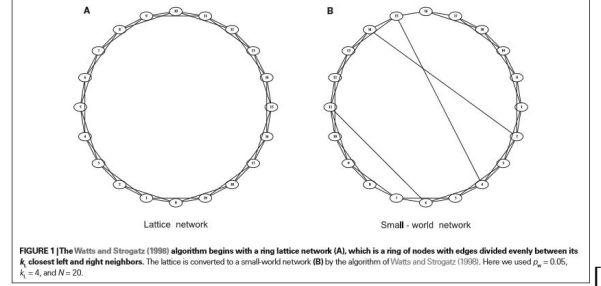 A
B
Lattice network
Small - world network
FIGURE 1 | The Watts and Strogatz (1998) algorithm begins with a ring lattice network (A), which is a ring of nodes with edges divided evenly between its
k_L closest left and right neighbors. The lattice is converted to a small-world network (B) by the algorithm of Watts and Strogatz (1998). Here we used p_w = 0.05,
k_L = 4, and N = 20.